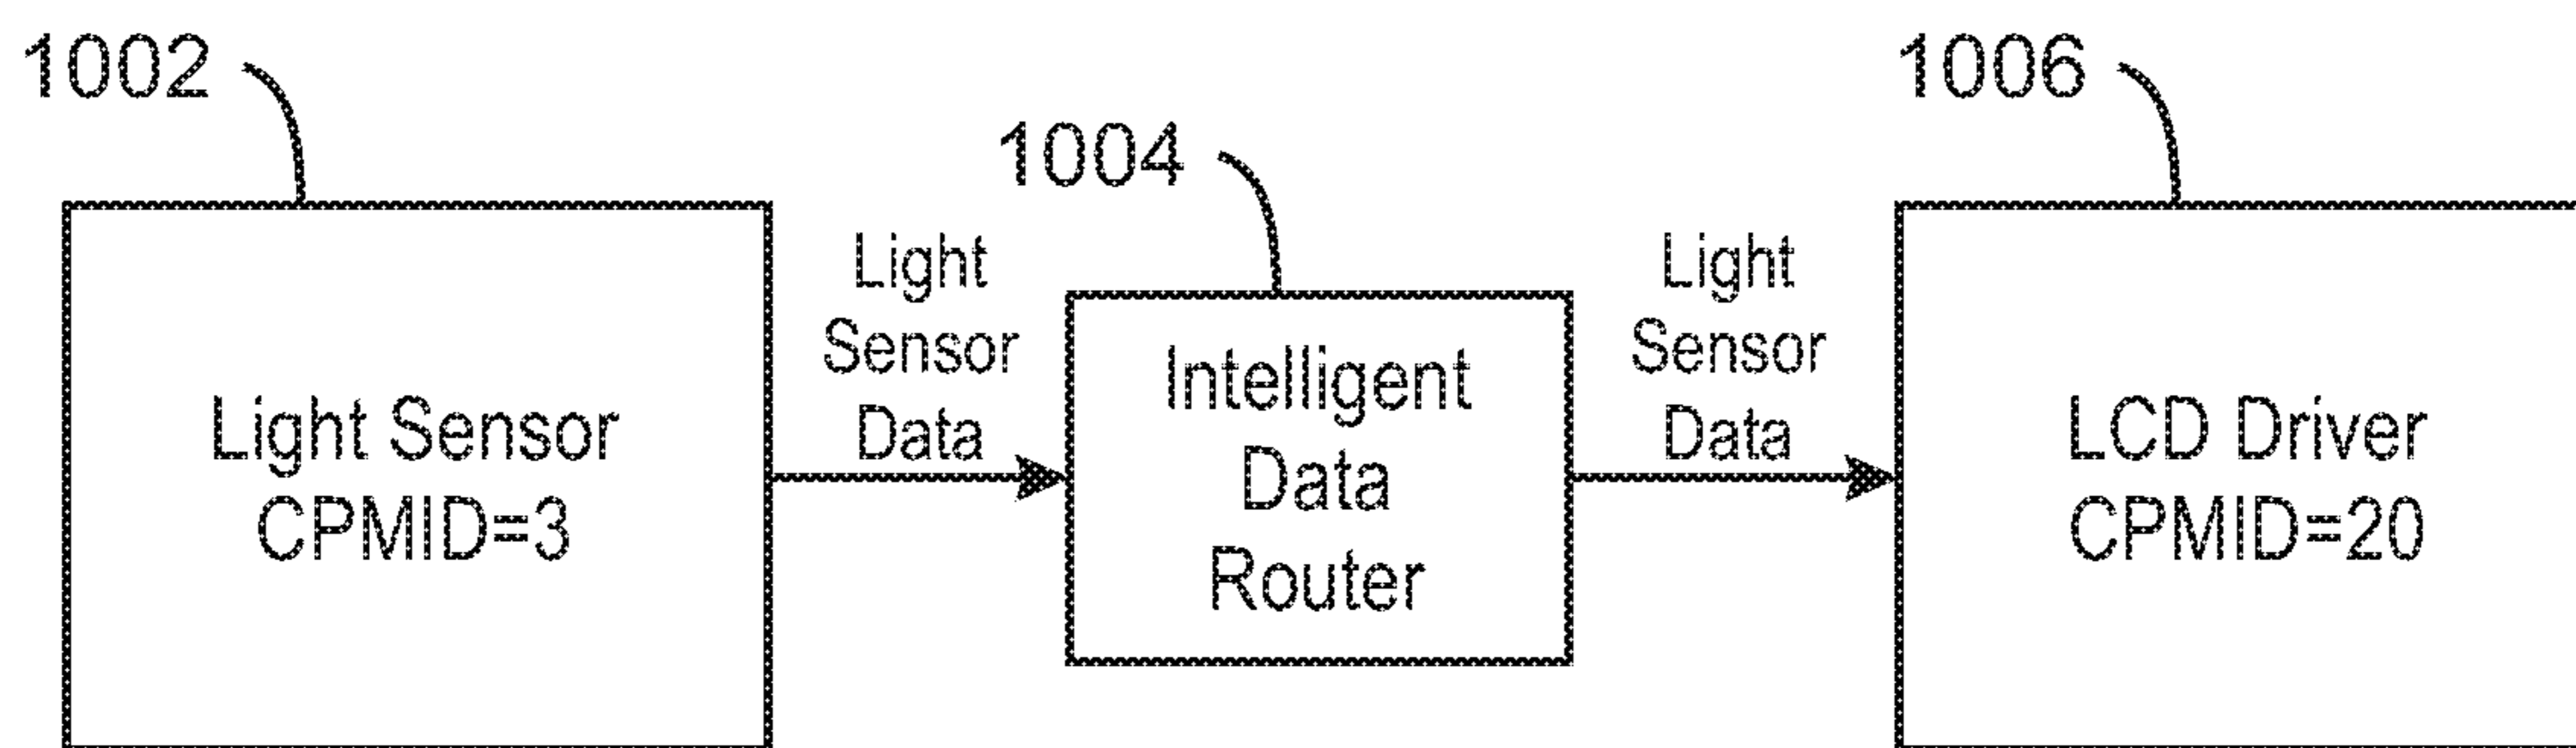 1002
1004
1006
Light Sensor
CPMID=3
Light
Sensor
Data
Intelligent
Data
Router
Light
Sensor
Data
LCD Driver
CPMID=20